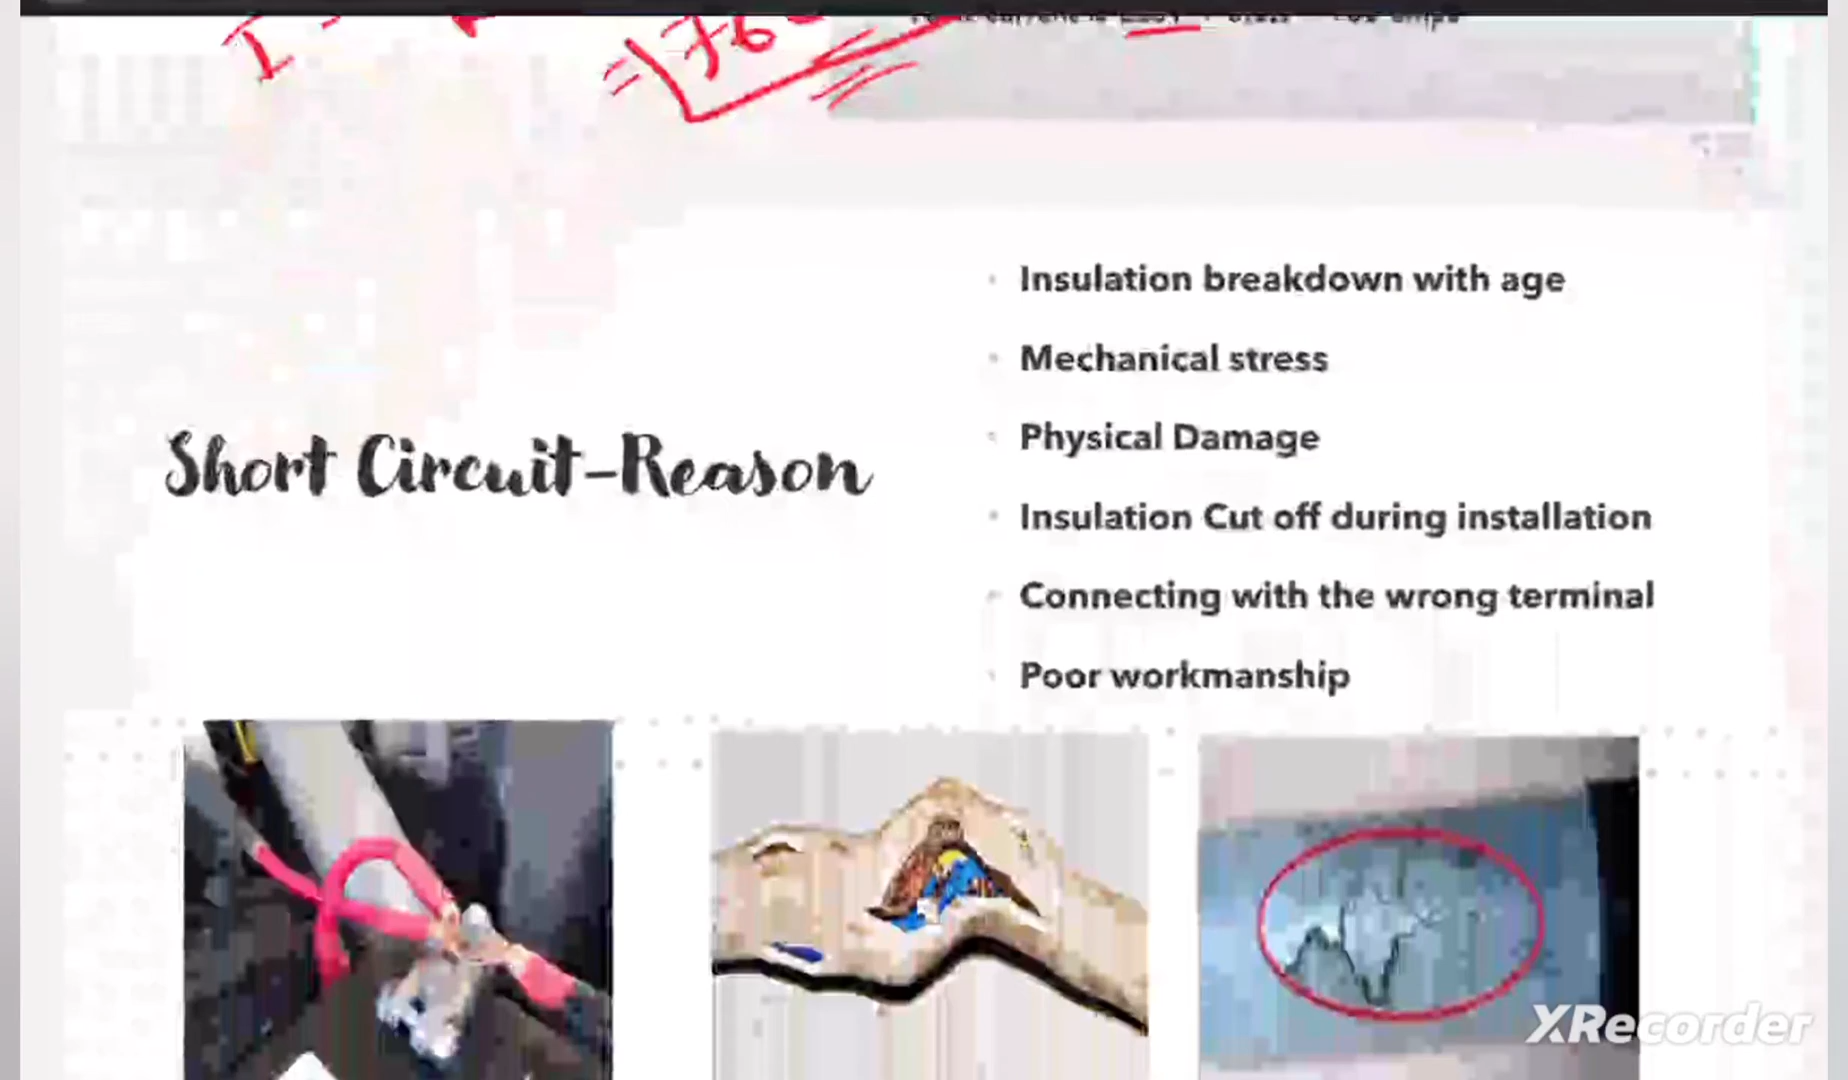 I
= 76
Short Circuit-Reason
Insulation breakdown with age
Mechanical stress
Physical Damage
Insulation Cut off during installation
Connecting with the wrong terminal
Poor workmanship
XRecorder